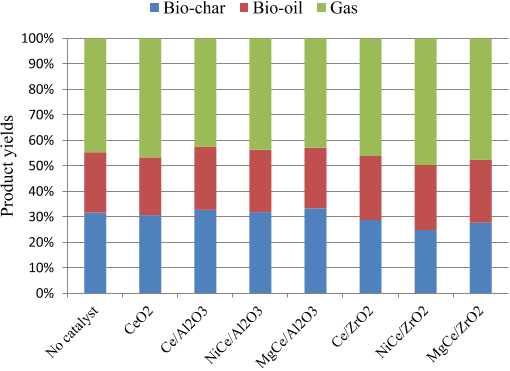 Bio-char Bio-oil Gas
100%
90%
80%
70%
60%
50%
40%
30%
20%
10%
0%
Product yields
No catalyst
CeO2
Ce/Al2O3
NiCe/Al2O3
MgCe/Al2O3
Ce/ZrO2
NiCe/ZrO2
MgCe/ZrO2